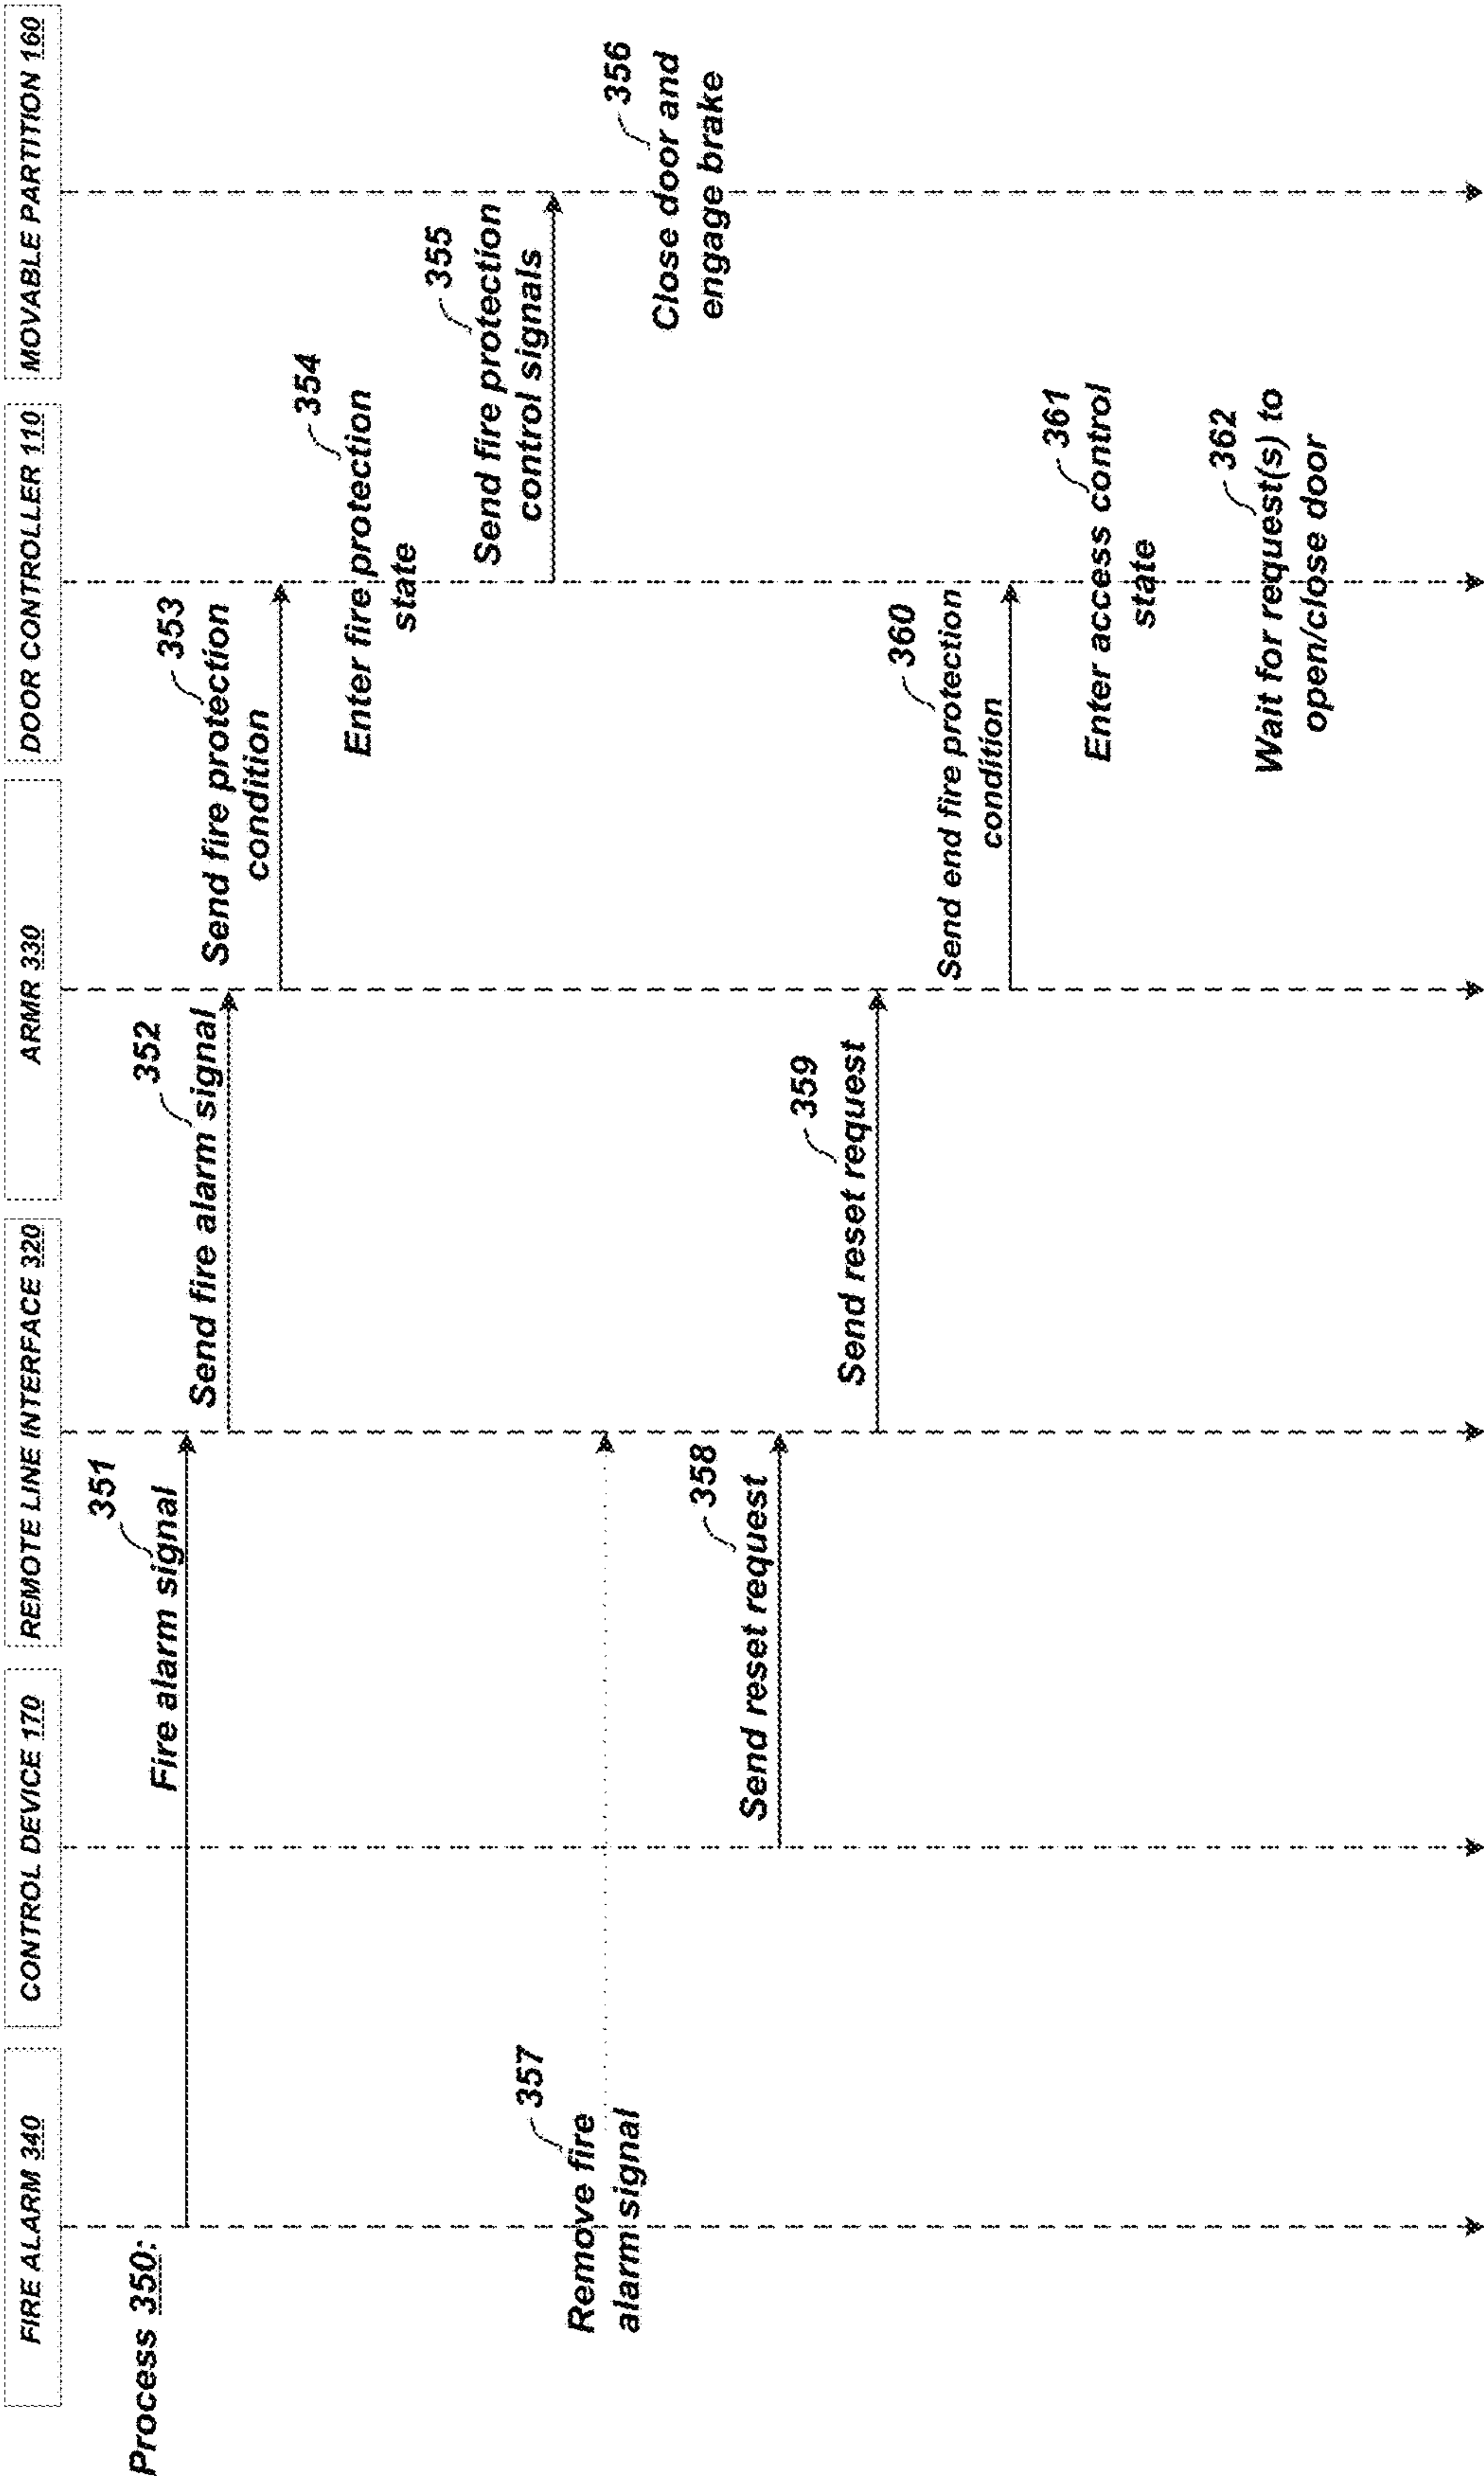 FIRE ALARM 340
CONTROL DEVICE 170
REMOTE LINE INTERFACE 320
ARMR 330
DOOR CONTROLLER 110
MOVABLE PARTITION 160
Process 350:
351
Fire alarm signal
352
Send fire alarm signal
353
Send fire protection
condition
354
Enter fire protection
state
355
Send fire protection
control signals
356
Close door and
engage brake
357
Remove fire
alarm signal
358
Send reset request
359
Send reset request
360
Send end fire protection
condition
361
Enter access control
state
362
Wait for request(s) to
open/close door